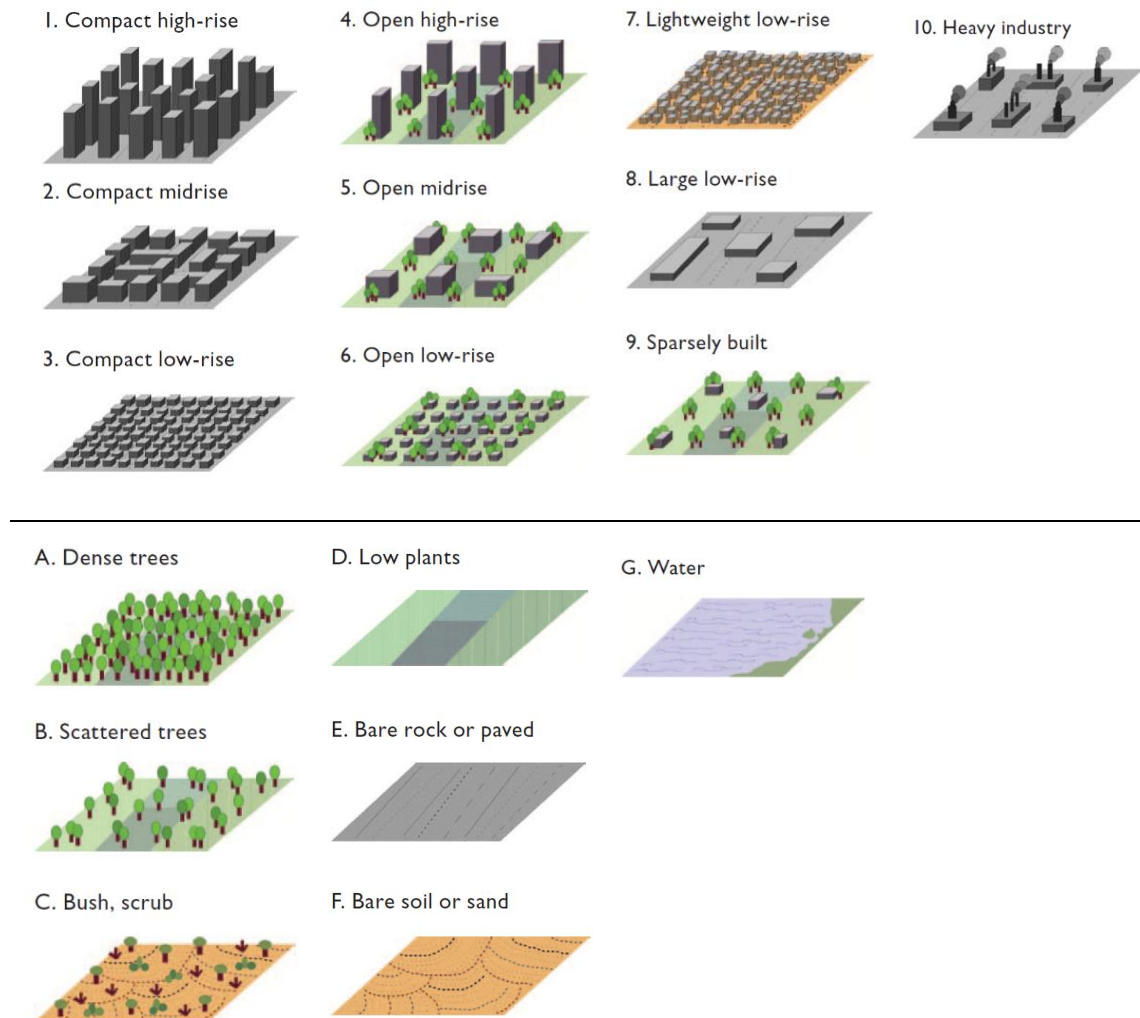 1. Compact high-rise
2. Compact midrise
3. Compact low-rise
4. Open high-rise
5. Open midrise
6. Open low-rise
7. Lightweight low-rise
8. Large low-rise
9. Sparsely built
10. Heavy industry
A. Dense trees
B. Scattered trees
C. Bush, scrub
D. Low plants
E. Bare rock or paved
F. Bare soil or sand
G. Water